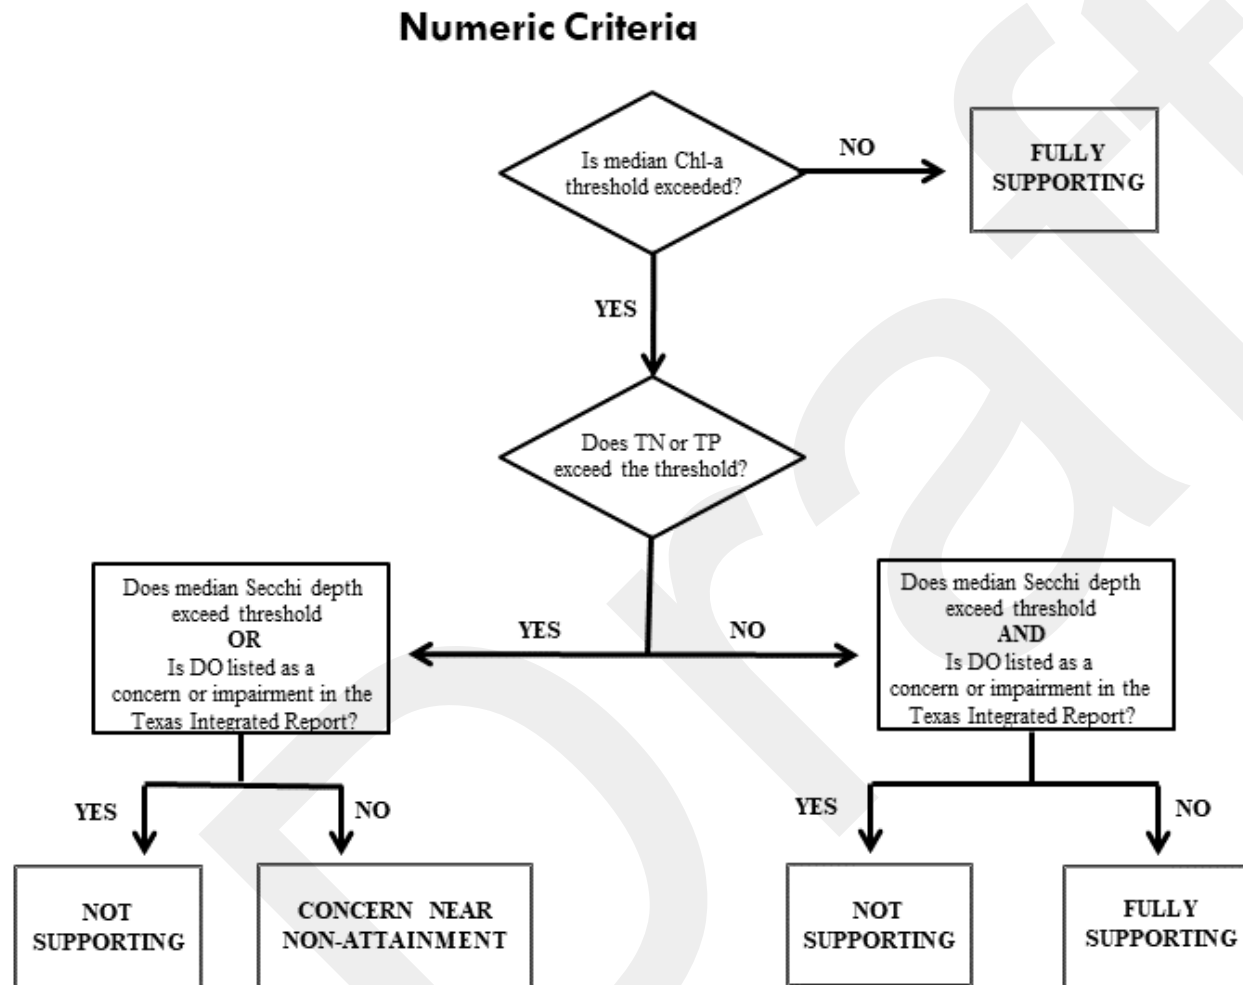 Numeric Criteria
Is median Chl-a
threshold exceeded?
NO
FULLY
SUPPORTING
YES
Does TN or TP
exceed the threshold?
YES
NO
Does median Secchi depth
exceed threshold
OR
Is DO listed as a
concern or impairment in the
Texas Integrated Report?
Does median Secchi depth
exceed threshold
AND
Is DO listed as a
concern or impairment in the
Texas Integrated Report?
YES
NO
YES
NO
NOT
SUPPORTING
CONCERN NEAR
NON-ATTAINMENT
NOT
SUPPORTING
FULLY
SUPPORTING
Draft